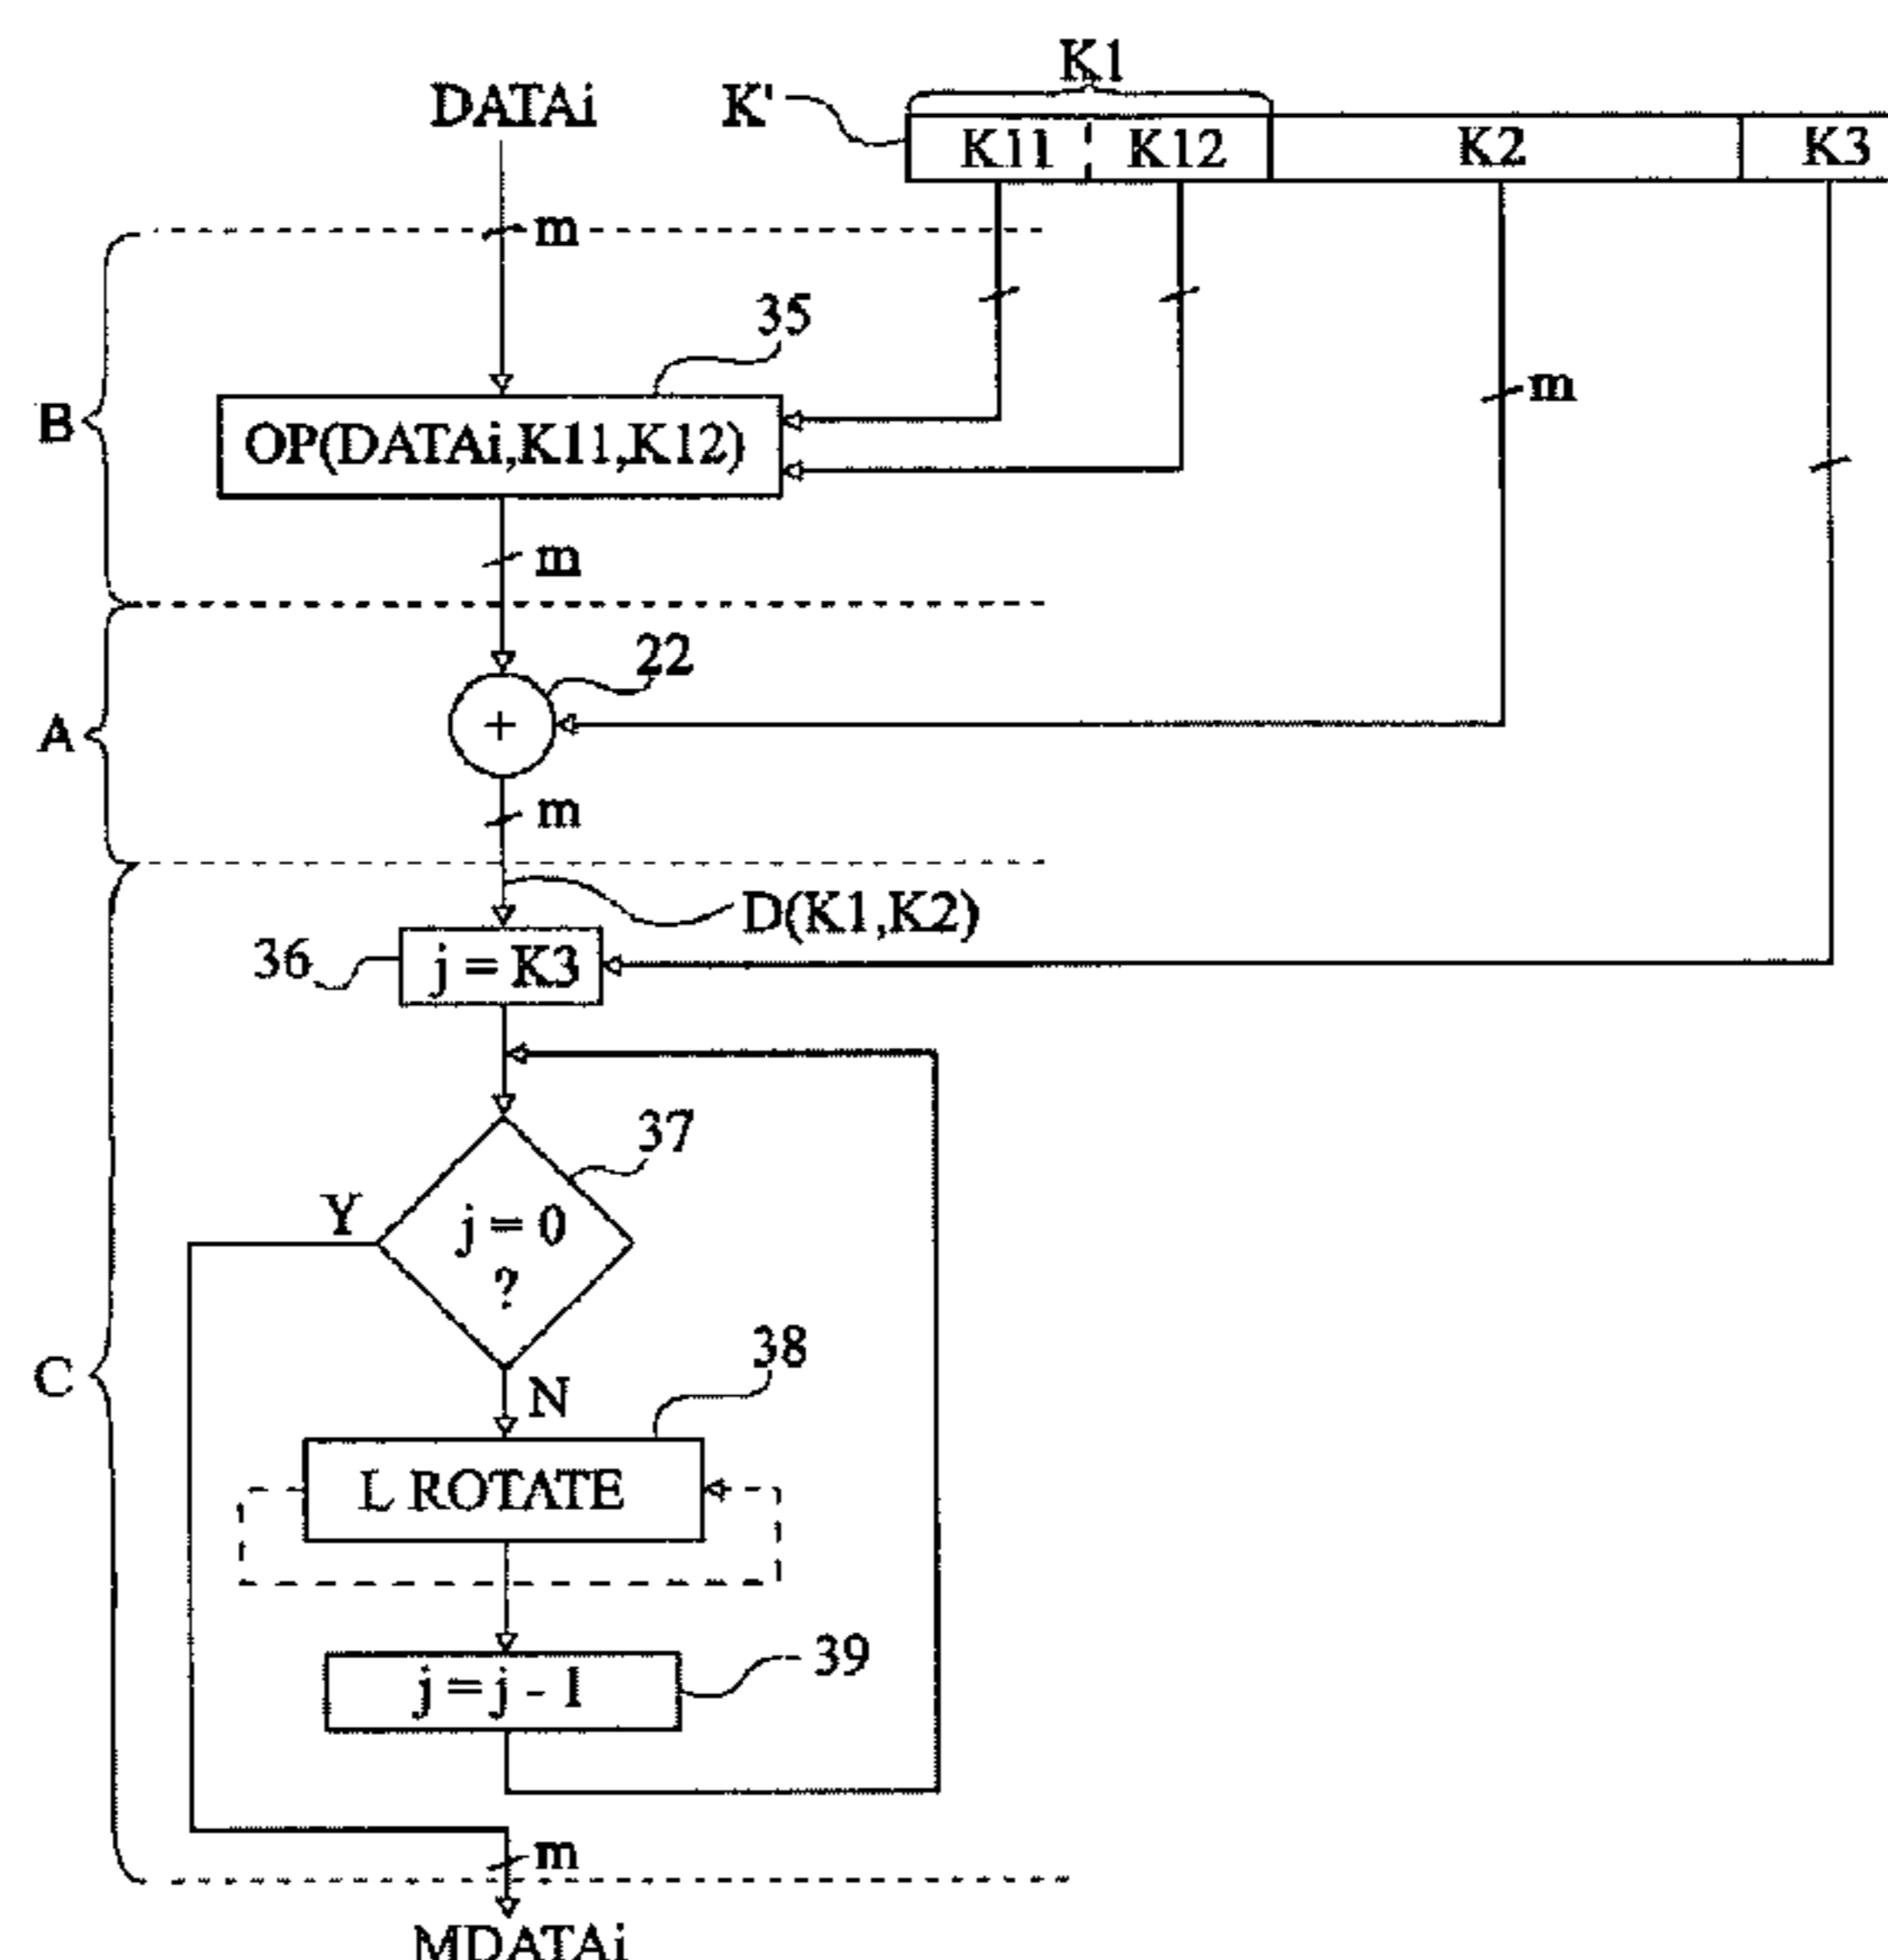 K1
DATAi
K'
K11
K12
K2
K3
m
35
m
B
OP(DATAi,K11,K12)
m
22
A
+
m
D(K1,K2)
36
j = K3
37
Y
j = 0
?
38
C
N
L ROTATE
39
j = j - 1
m
MDATAi